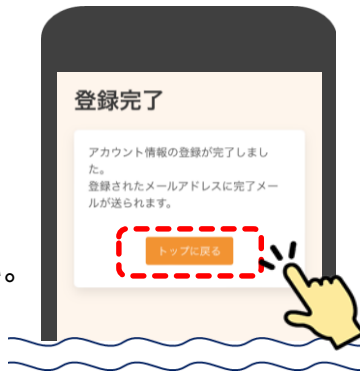 登録完了
アカウント情報の登録が完了しまし
た。
登録されたメールアドレスに完了メー
ルが送られます。
トップに戻る
。